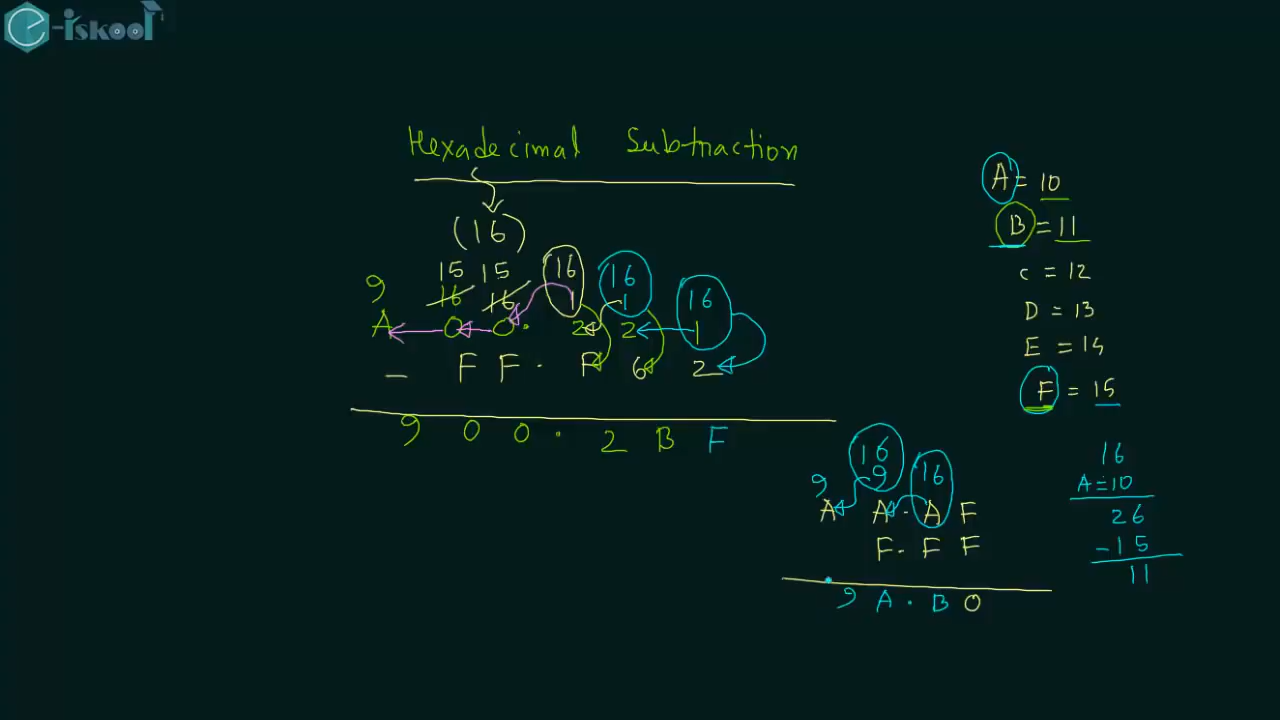 e-iskool
Hexadecimal Subtraction
(16)
15 15 16 16 16
9 16 16 1 1
A 0 0 . 2 2 1
- F F . F 6 2
9 0 0 . 2 B F
A = 10
B = 11
C = 12
D = 13
E = 14
F = 15
16
9 9 16
A A . A F
F . F F
9 A . B 0
16
A = 10
26
- 15
11